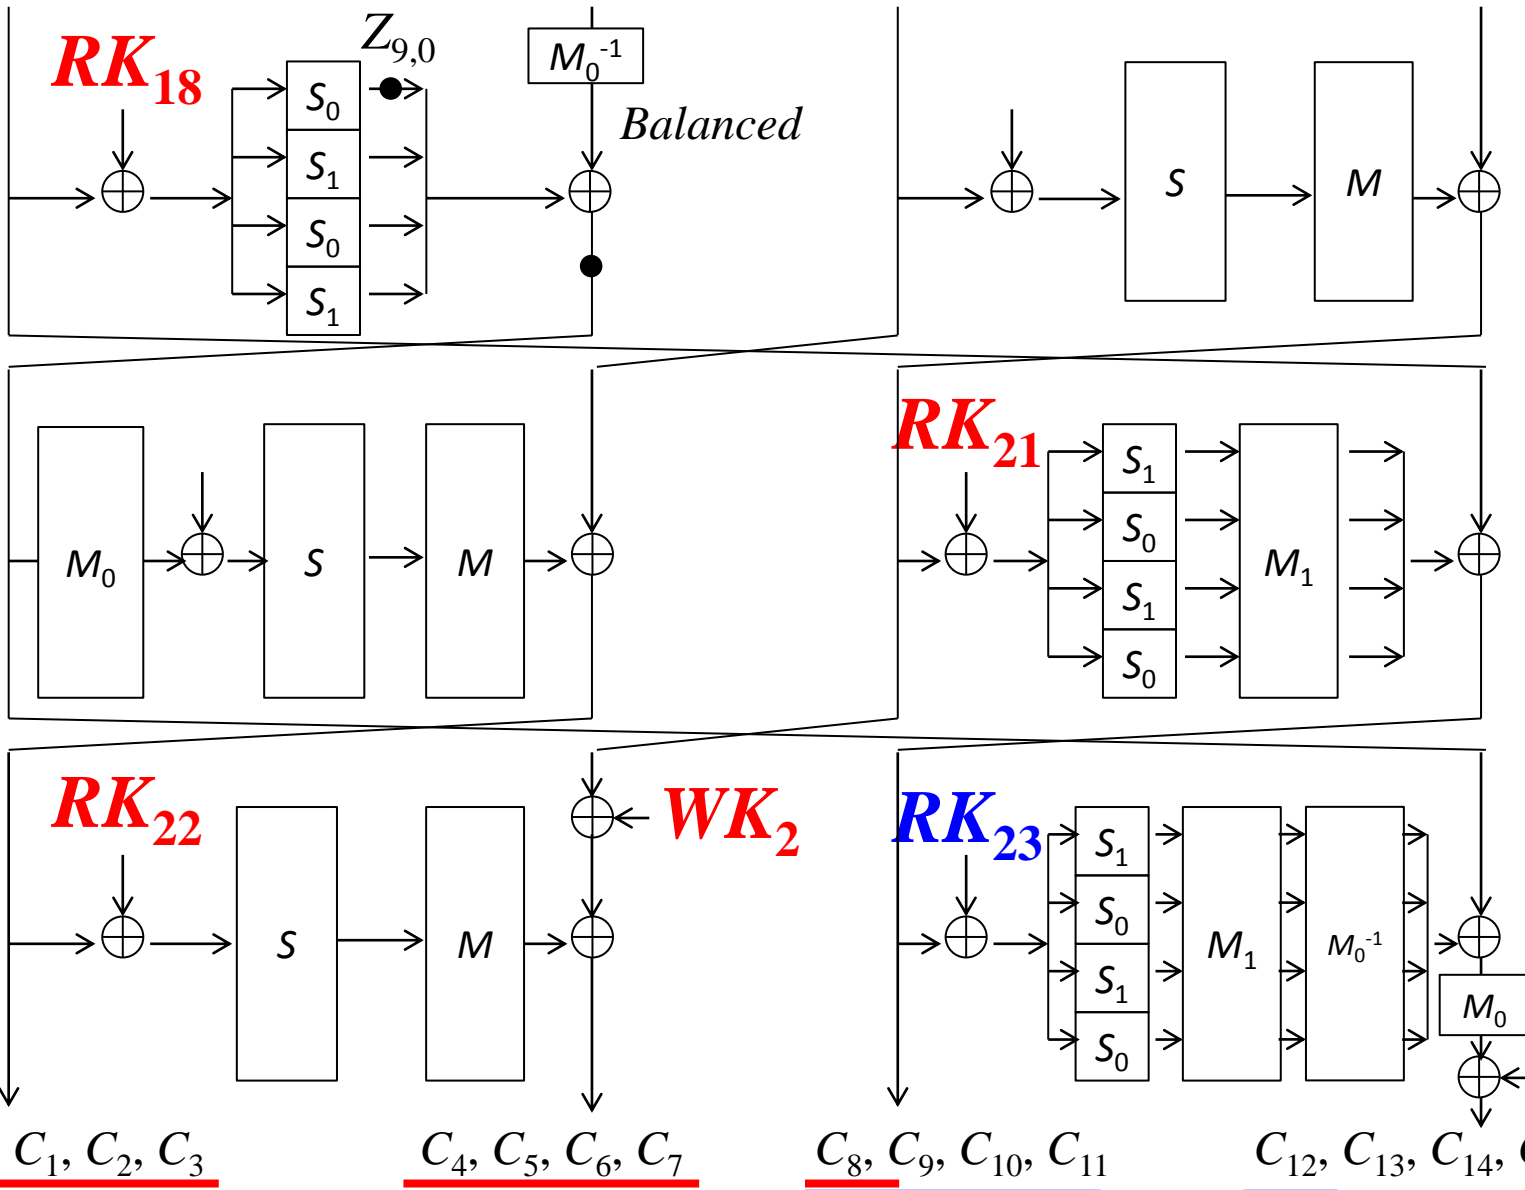 Z9,0
RK18
M0-1
S0
Balanced
S1
S
M
S0
S1
RK21
S1
S0
M0
S
M
M1
S1
S0
RK22
WK2
RK23
S1
S0
S
M
M1
M0-1
S1
M0
S0
C1, C2, C3
C4, C5, C6, C7
C8, C9, C10, C11
C12, C13, C14,